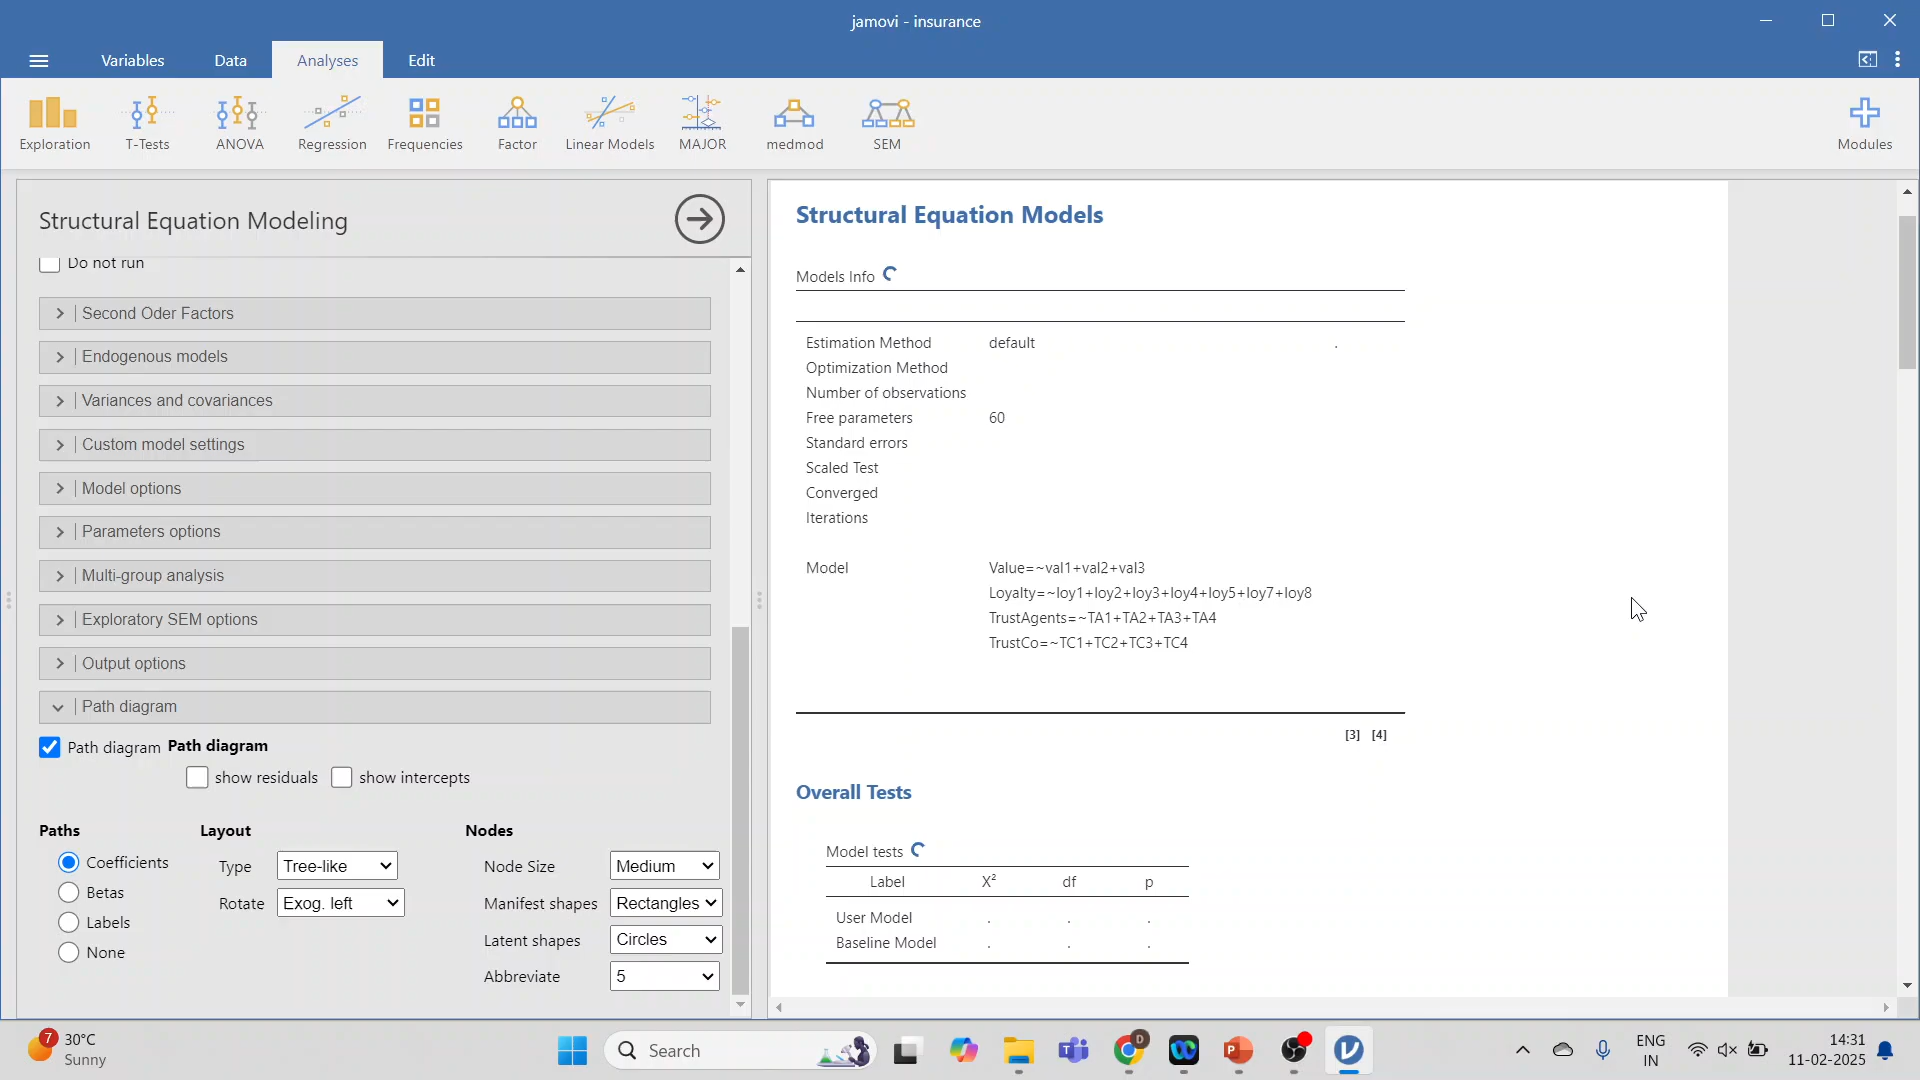 jamovi - insurance
Variables
Data
Analyses
Edit
Exploration
T-Tests
ANOVA
Regression
Frequencies
Factor
Linear Models
MAJOR
medmod
SEM
Modules
Structural Equation Modeling
Do not run
Second Oder Factors
Endogenous models
Variances and covariances
Custom model settings
Model options
Parameters options
Multi-group analysis
Exploratory SEM options
Output options
Path diagram
Path diagram Path diagram
show residuals show intercepts
Paths
Coefficients
Betas
Labels
None
Layout
Type Tree-like
Rotate Exog. left
Nodes
Node Size Medium
Manifest shapes Rectangles
Latent shapes Circles
Abbreviate 5
Structural Equation Models
Models Info
Estimation Method default .
Optimization Method
Number of observations
Free parameters 60
Standard errors
Scaled Test
Converged
Iterations
Model Value=~val1+val2+val3
Loyalty=~loy1+loy2+loy3+loy4+loy5+loy7+loy8
TrustAgents=~TA1+TA2+TA3+TA4
TrustCo=~TC1+TC2+TC3+TC4
[3] [4]
Overall Tests
Model tests
Label X² df p
User Model . . .
Baseline Model . . .
7
30°C
Sunny
Search
D
P
ENG
IN
14:31
11-02-2025